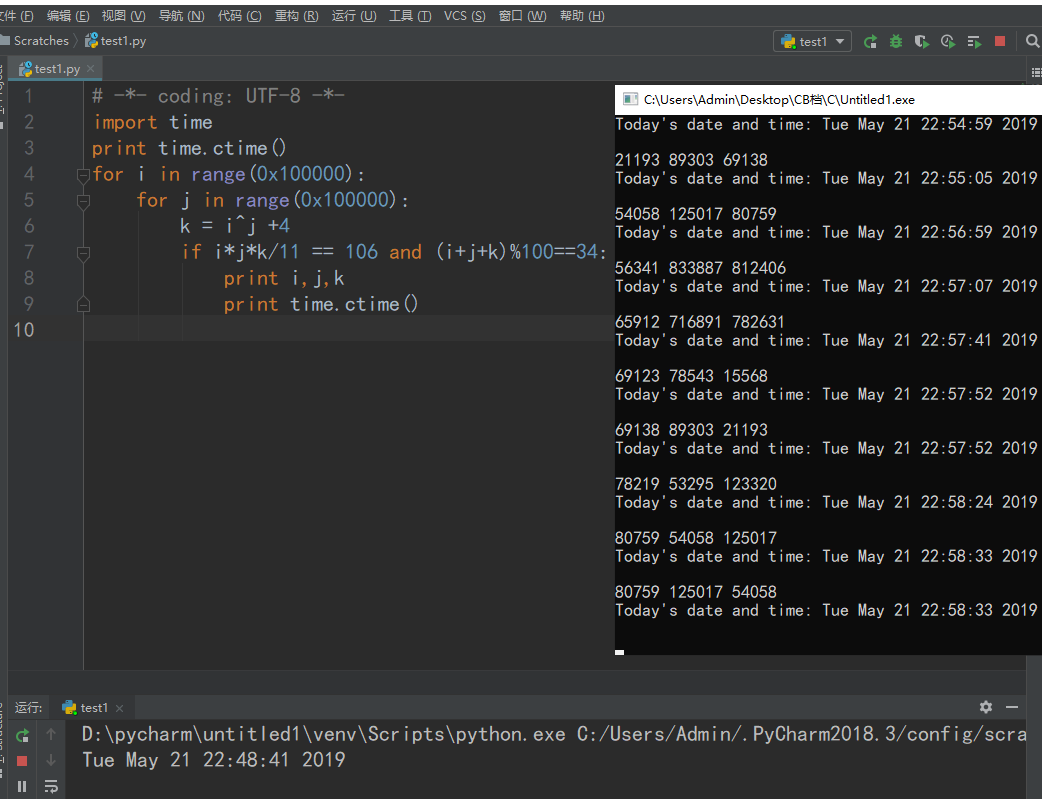 文件 (F) 编辑 (E) 视图 (V) 导航 (N) 代码 (C) 重构 (R) 运行 (U) 工具 (T) VCS (S) 窗口 (W) 帮助 (H)
Scratches test1.py
test1
test1.py
1 # -*- coding: UTF-8 -*-
2 import time
3 print time.ctime()
4 for i in range(0x100000):
5 for j in range(0x100000):
6 k = i^j +4
7 if i*j*k/11 == 106 and (i+j+k)%100==34:
8 print i,j,k
9 print time.ctime()
10
C:\Users\Admin\Desktop\CB档\C\Untitled1.exe
Today's date and time: Tue May 21 22:54:59 2019
21193 89303 69138
Today's date and time: Tue May 21 22:55:05 2019
54058 125017 80759
Today's date and time: Tue May 21 22:56:59 2019
56341 833887 812406
Today's date and time: Tue May 21 22:57:07 2019
65912 716891 782631
Today's date and time: Tue May 21 22:57:41 2019
69123 78543 15568
Today's date and time: Tue May 21 22:57:52 2019
69138 89303 21193
Today's date and time: Tue May 21 22:57:52 2019
78219 53295 123320
Today's date and time: Tue May 21 22:58:24 2019
80759 54058 125017
Today's date and time: Tue May 21 22:58:33 2019
80759 125017 54058
Today's date and time: Tue May 21 22:58:33 2019
运行: test1
D:\pycharm\untitled1\venv\Scripts\python.exe C:/Users/Admin/.PyCharm2018.3/config/scra
Tue May 21 22:48:41 2019